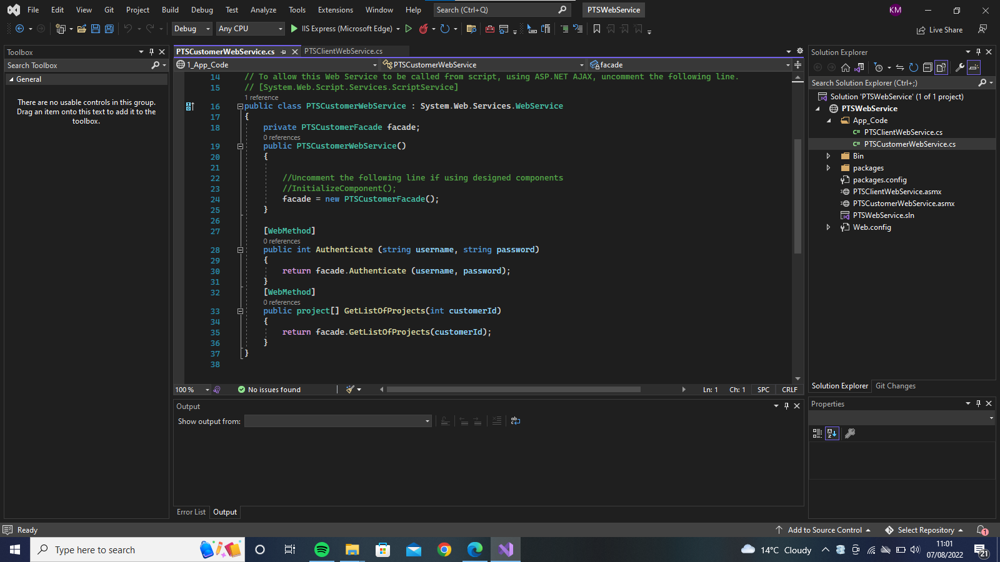 File Edit View Git Project Build Debug Test Analyze Tools Extensions Window Help Search (Ctrl+Q) PTSWebService KM
Debug Any CPU IIS Express (Microsoft Edge) Live Share
Toolbox
Search Toolbox
General
There are no usable controls in this group.
Drag an item onto this text to add it to the
toolbox.
PTSCustomerWebService.cs PTSClientWebService.cs
1_App_Code PTSCustomerWebService facade
14 // To allow this Web Service to be called from script, using ASP.NET AJAX, uncomment the following line.
15 // [System.Web.Script.Services.ScriptService]
1 reference
16 public class PTSCustomerWebService : System.Web.Services.WebService
17 {
18 private PTSCustomerFacade facade;
0 references
19 public PTSCustomerWebService()
20 {
21
22 //Uncomment the following line if using designed components
23 //InitializeComponent();
24 facade = new PTSCustomerFacade();
25 }
26
27 [WebMethod]
0 references
28 public int Authenticate (string username, string password)
29 {
30 return facade.Authenticate (username, password);
31 }
32 [WebMethod]
0 references
33 public project[] GetListOfProjects(int customerId)
34 {
35 return facade.GetListOfProjects(customerId);
36 }
37 }
38
100 % No issues found Ln: 1 Ch: 1 SPC CRLF
Output
Show output from:
Error List Output
Solution Explorer
Search Solution Explorer (Ctrl+;)
Solution 'PTSWebService' (1 of 1 project)
PTSWebService
App_Code
C# PTSClientWebService.cs
C# PTSCustomerWebService.cs
Bin
packages
packages.config
PTSClientWebService.asmx
PTSCustomerWebService.asmx
PTSWebService.sln
Web.config
Solution Explorer Git Changes
Properties
Ready Add to Source Control Select Repository 1
Type here to search 14°C Cloudy 11:01
07/08/2022 21